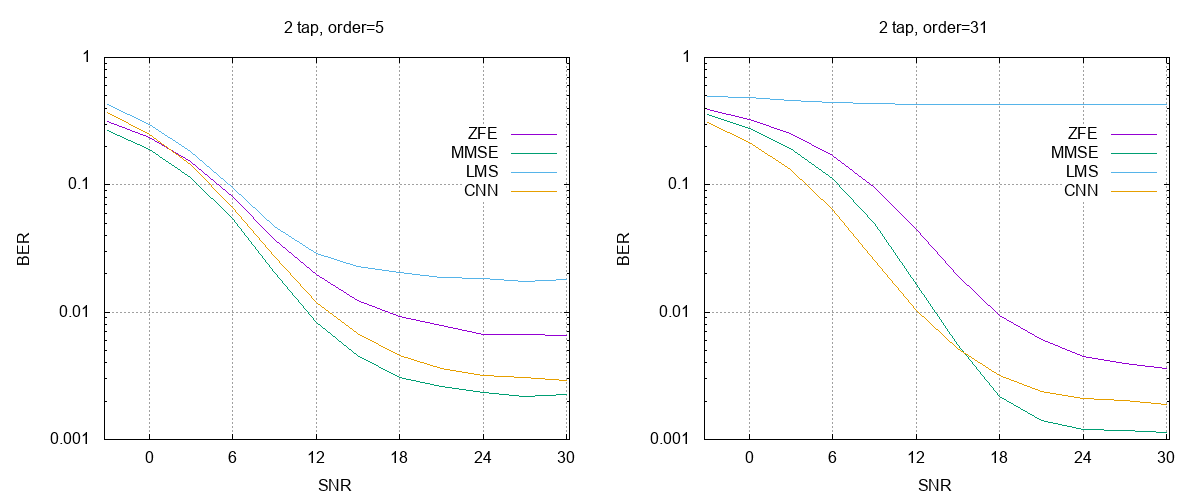 2 tap, order=5
1
0.1
0.01
0.001
BER
ZFE
MMSE
LMS
CNN
0 6 12 18 24 30
SNR
2 tap, order=31
1
0.1
0.01
0.001
BER
ZFE
MMSE
LMS
CNN
0 6 12 18 24 30
SNR